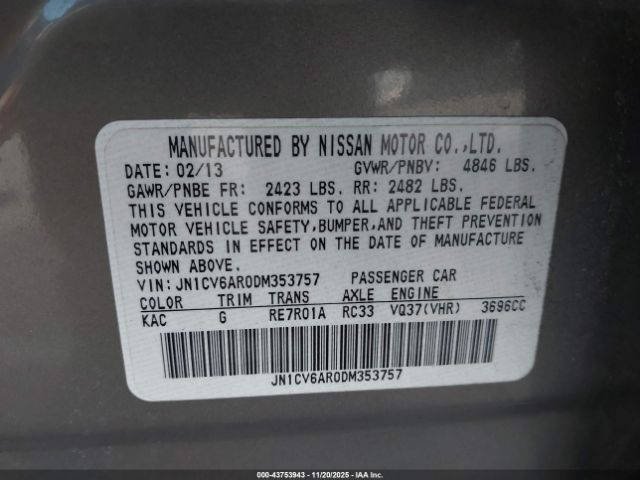 MANUFACTURED BY NISSAN MOTOR CO.,LTD.
DATE: 02/13 GVWR/PNBV: 4846 LBS.
GAWR/PNBE FR: 2423 LBS. RR: 2482 LBS.
THIS VEHICLE CONFORMS TO ALL APPLICABLE FEDERAL
MOTOR VEHICLE SAFETY, BUMPER, AND THEFT PREVENTION
STANDARDS IN EFFECT ON THE DATE OF MANUFACTURE
SHOWN ABOVE.
VIN: JN1CV6AR0DM353757 PASSENGER CAR
COLOR TRIM TRANS AXLE ENGINE
KAC G RE7R01A RC33 VQ37(VHR) 3696CC
JN1CV6AR0DM353757
000-43753943 - 11/20/2025 - IAAI.COM